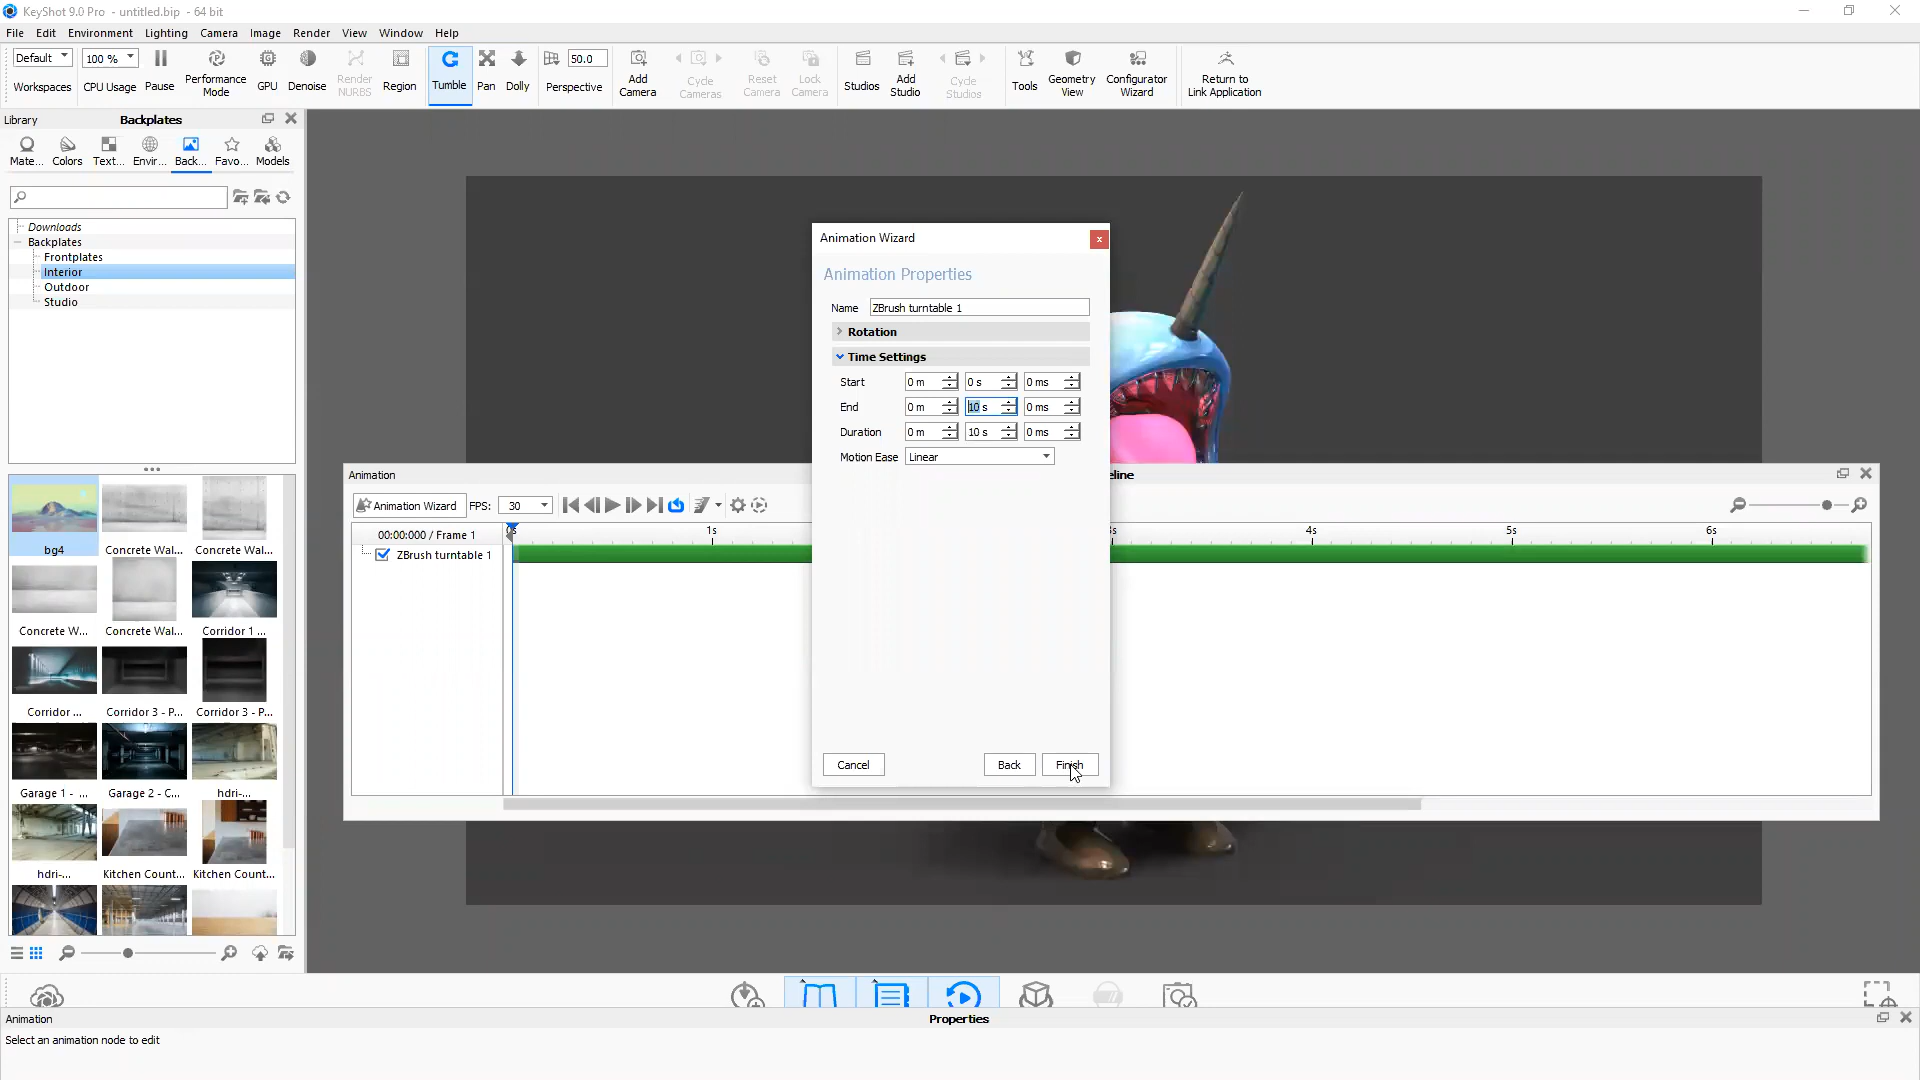 KeyShot 9.0 Pro - untitled.bip - 64 bit
File Edit Environment Lighting Camera Image Render View Window Help
Default 100 % 50.0
Workspaces CPU Usage Pause Performance Mode GPU Denoise Render NURBS Region Tumble Pan Dolly Perspective Add Camera Cycle Cameras Reset Camera Lock Camera Studios Add Studio Cycle Studios Tools Geometry View Configurator Wizard Return to Link Application
Library Backplates
Mate... Colors Text... Envir... Back... Favo... Models
Downloads
Backplates
Frontplates
Interior
Outdoor
Studio
bg4 Concrete Wal... Concrete Wal...
Concrete W... Concrete Wal... Corridor 1 ...
Corridor ... Corridor 3 - P... Corridor 3 - P...
Garage 1 - ... Garage 2 - C... hdri-...
hdri-... Kitchen Count... Kitchen Count...
Animation Wizard
Animation Properties
Name ZBrush turntable 1
Rotation
Time Settings
Start 0 m 0 s 0 ms
End 0 m 10 s 0 ms
Duration 0 m 10 s 0 ms
Motion Ease Linear
Cancel Back Finish
Animation eline
Animation Wizard FPS: 30
00:00:000 / Frame 1 1s 4s 5s 6s
ZBrush turntable 1
Animation Properties
Select an animation node to edit